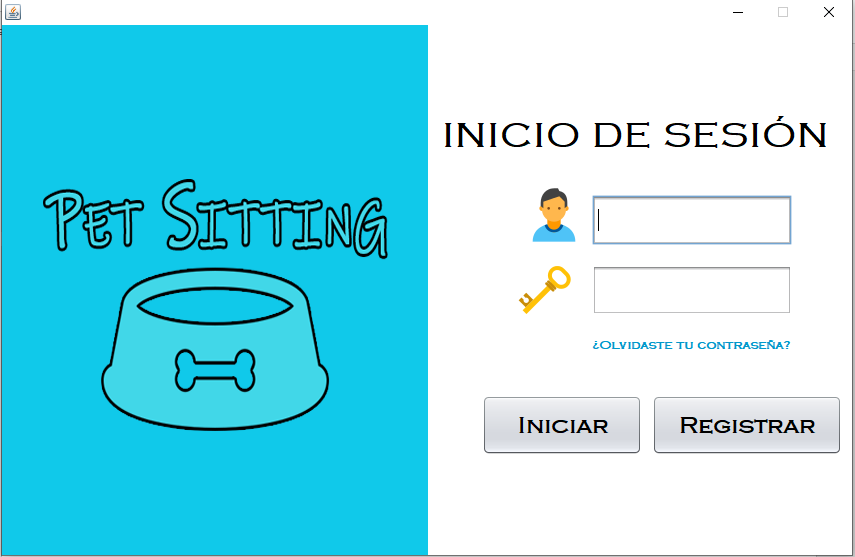 PET SITTING
INICIO DE SESIÓN
¿OLVIDASTE TU CONTRASEÑA?
INICIAR
REGISTRAR